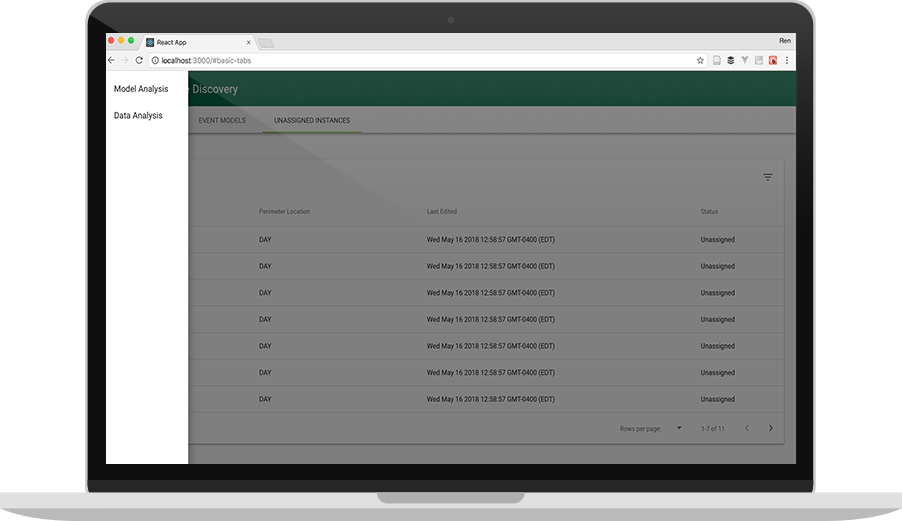 React App
Ren
localhost:3000/#basic-tabs
Model Analysis
Data Analysis
e Discovery
EVENT MODELS
UNASSIGNED INSTANCES
Perimeter Location Last Edited Status
DAY Wed May 16 2018 12:58:57 GMT-0400 (EDT) Unassigned
DAY Wed May 16 2018 12:58:57 GMT-0400 (EDT) Unassigned
DAY Wed May 16 2018 12:58:57 GMT-0400 (EDT) Unassigned
DAY Wed May 16 2018 12:58:57 GMT-0400 (EDT) Unassigned
DAY Wed May 16 2018 12:58:57 GMT-0400 (EDT) Unassigned
DAY Wed May 16 2018 12:58:57 GMT-0400 (EDT) Unassigned
DAY Wed May 16 2018 12:58:57 GMT-0400 (EDT) Unassigned
Rows per page: 1-7 of 11